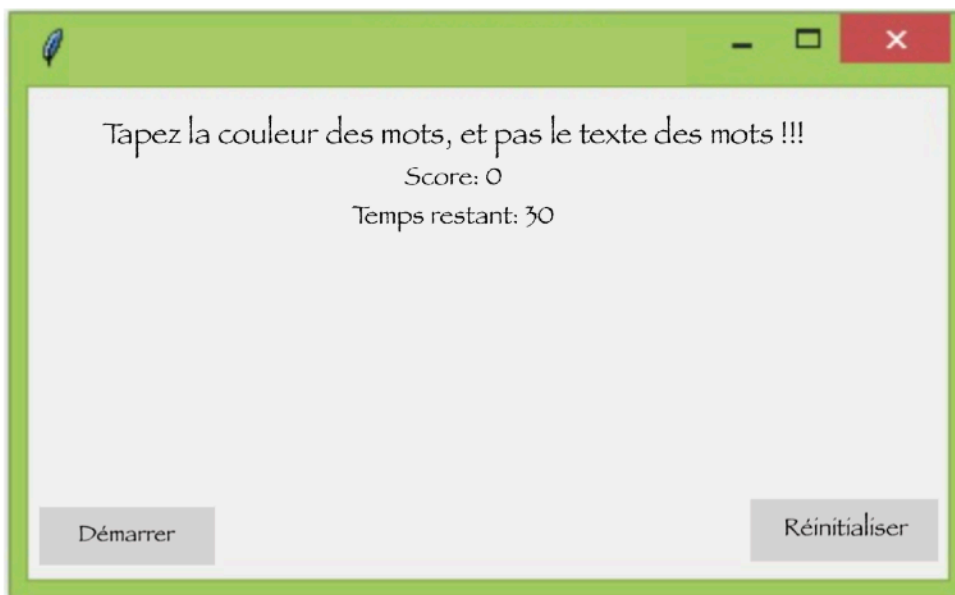 Tapez la couleur des mots, et pas le texte des mots !!!
Score: 0
Temps restant: 30
Démarrer
Réinitialiser